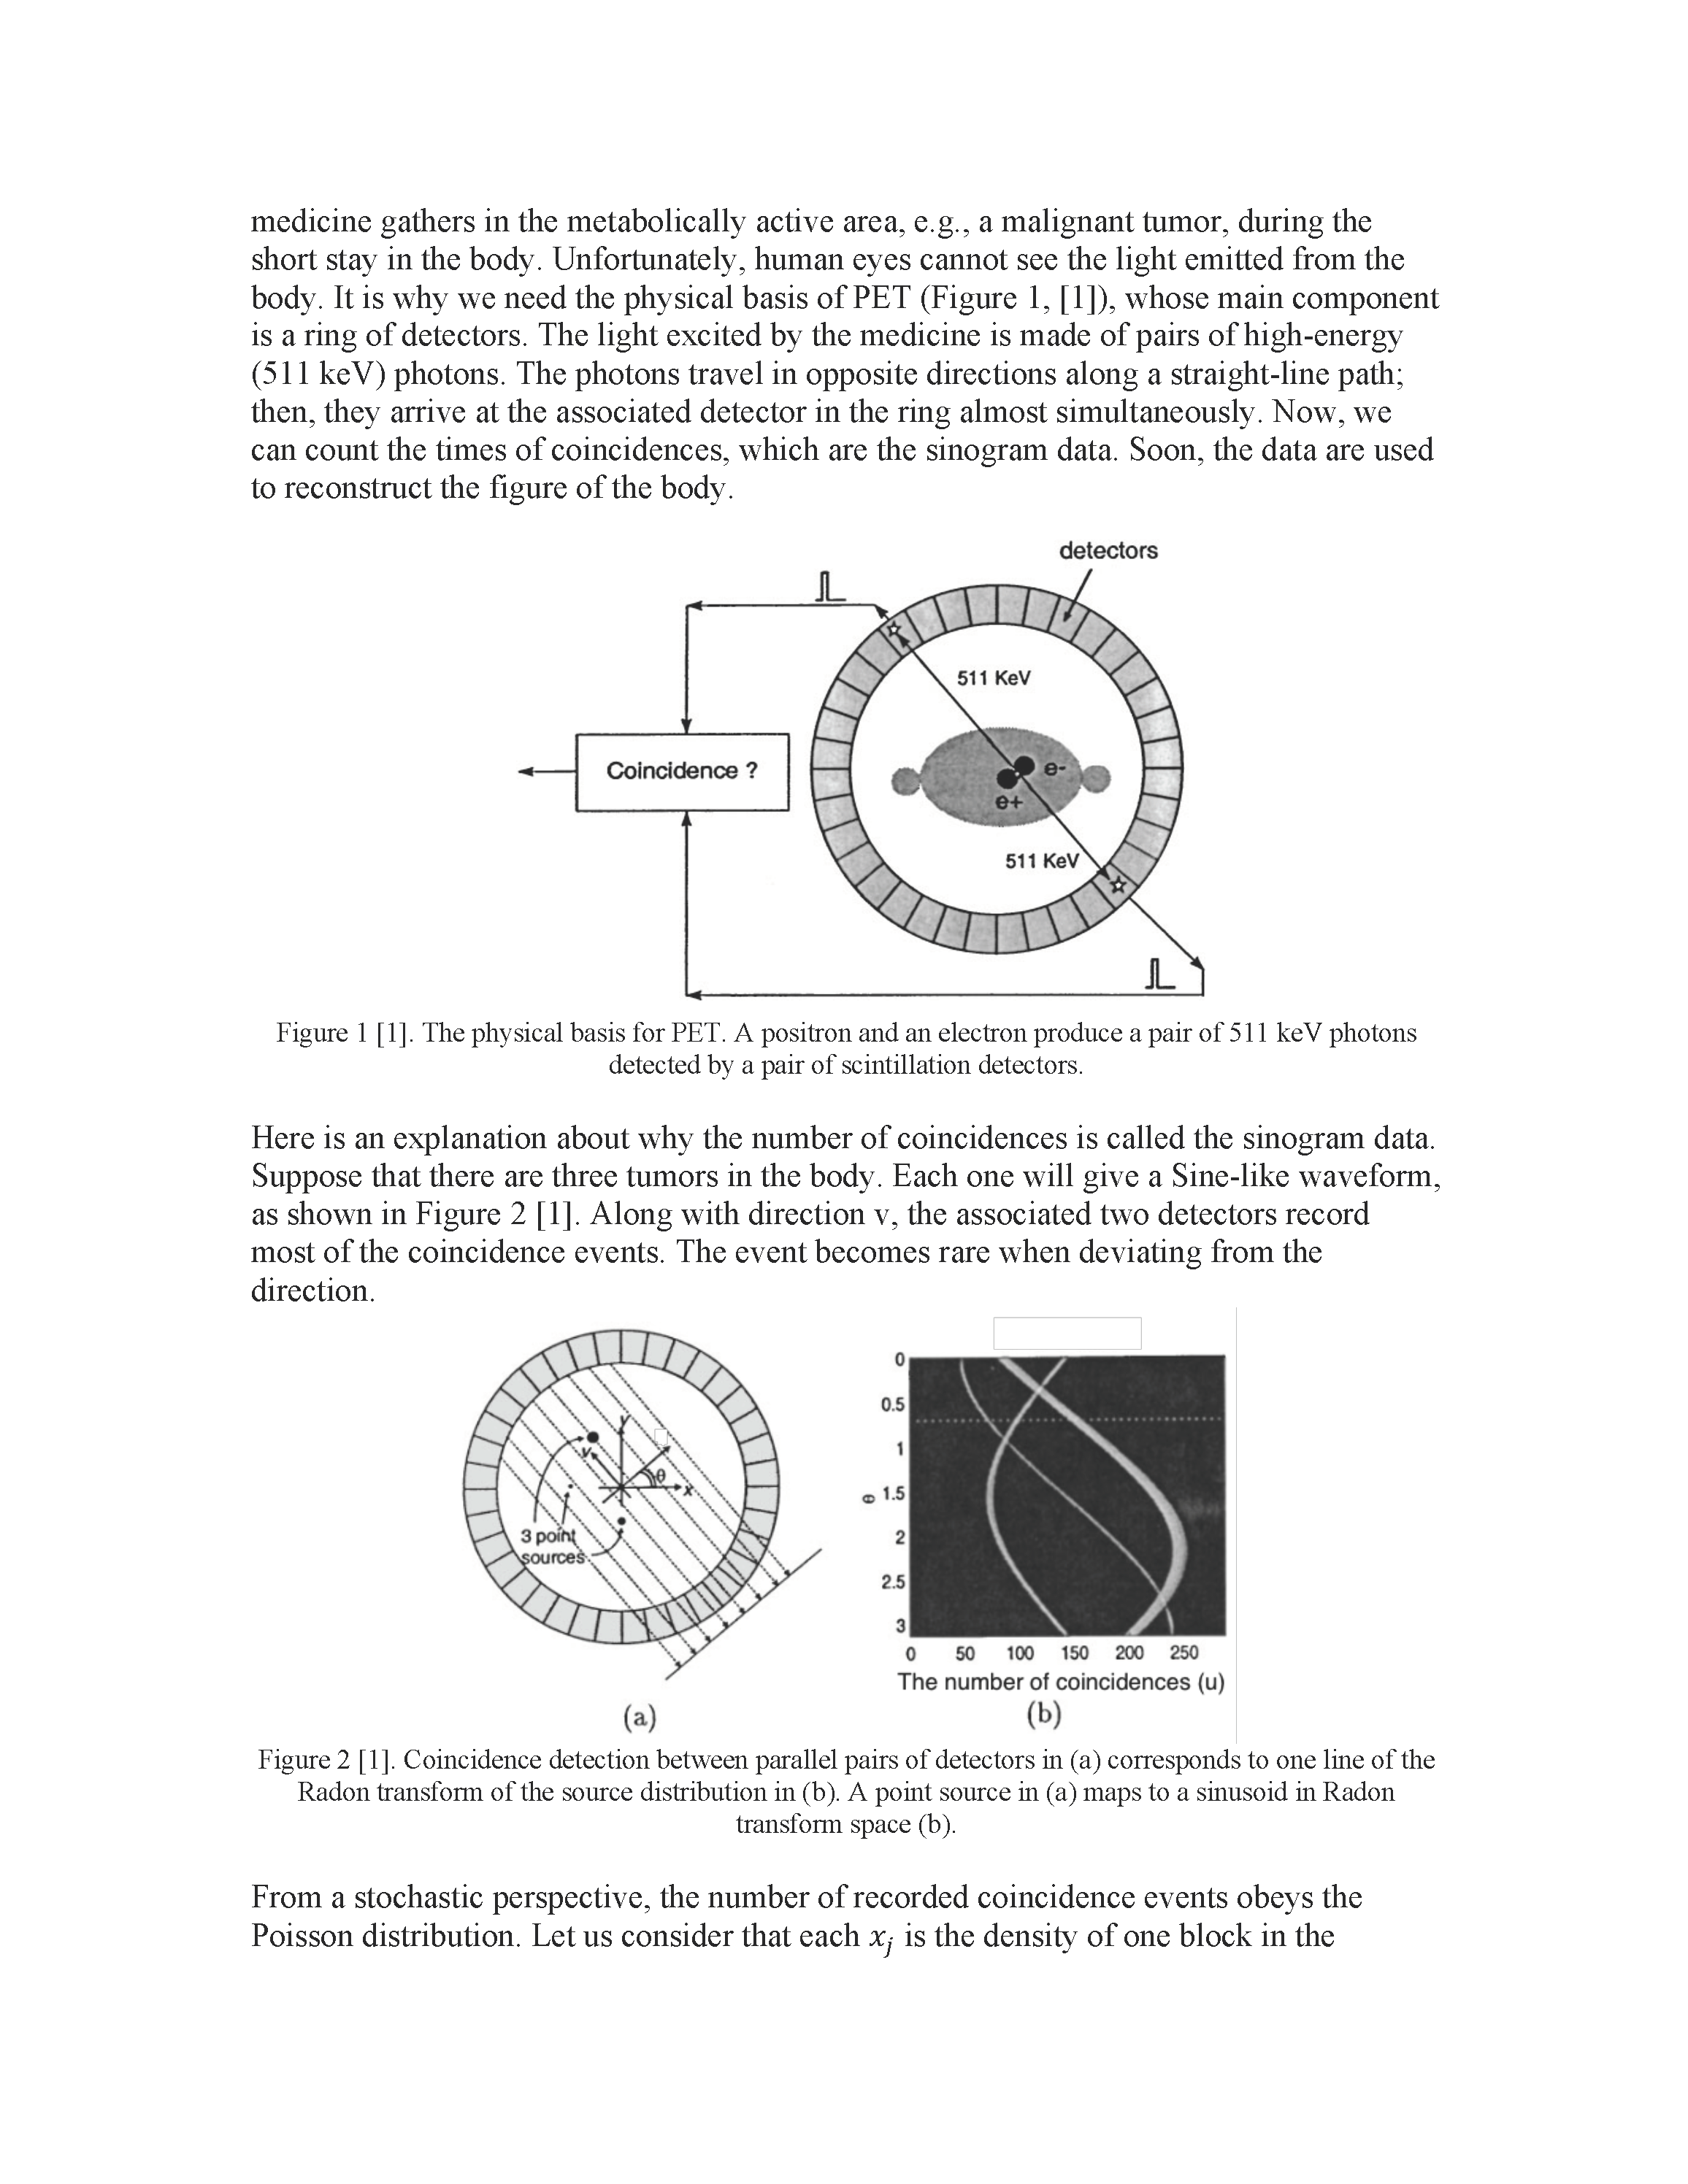 medicine gathers in the metabolically active area, e.g., a malignant tumor, during the
short stay in the body. Unfortunately, human eyes cannot see the light emitted from the
body. It is why we need the physical basis of PET (Figure 1, [1]), whose main component
is a ring of detectors. The light excited by the medicine is made of pairs of high-energy
(511 keV) photons. The photons travel in opposite directions along a straight-line path;
then, they arrive at the associated detector in the ring almost simultaneously. Now, we
can count the times of coincidences, which are the sinogram data. Soon, the data are used
to reconstruct the figure of the body.
detectors
511 KeV
Coincidence ?
e-
e+
511 KeV
Figure 1 [1]. The physical basis for PET. A positron and an electron produce a pair of 511 keV photons
detected by a pair of scintillation detectors.
Here is an explanation about why the number of coincidences is called the sinogram data.
Suppose that there are three tumors in the body. Each one will give a Sine-like waveform,
as shown in Figure 2 [1]. Along with direction v, the associated two detectors record
most of the coincidence events. The event becomes rare when deviating from the
direction.
y
v
θ
x
3 point
sources
(a)
0
0.5
1
1.5
2
2.5
3
θ
0 50 100 150 200 250
The number of coincidences (u)
(b)
Figure 2 [1]. Coincidence detection between parallel pairs of detectors in (a) corresponds to one line of the
Radon transform of the source distribution in (b). A point source in (a) maps to a sinusoid in Radon
transform space (b).
From a stochastic perspective, the number of recorded coincidence events obeys the
Poisson distribution. Let us consider that each x_j is the density of one block in the